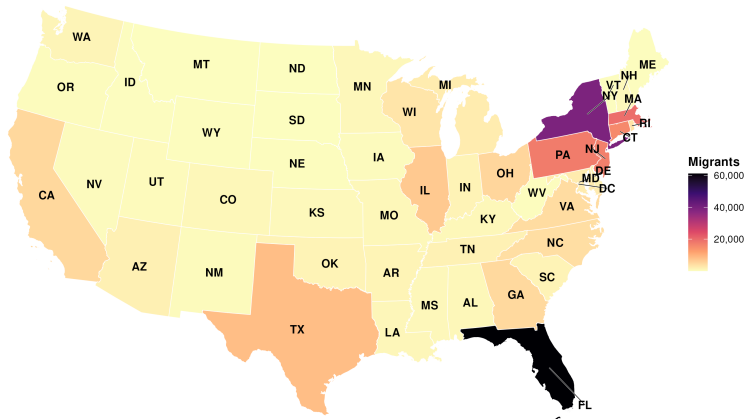 WA
MT
ND
MN
MI
VT
NH
ME
OR
ID
NY
MA
SD
WI
RI
WY
CT
NE
IA
PA
NJ
NV
UT
CO
IL
IN
OH
MD
DE
DC
CA
KS
MO
WV
VA
KY
AZ
NM
OK
AR
TN
NC
SC
TX
LA
MS
AL
GA
FL
Migrants
60,000
40,000
20,000